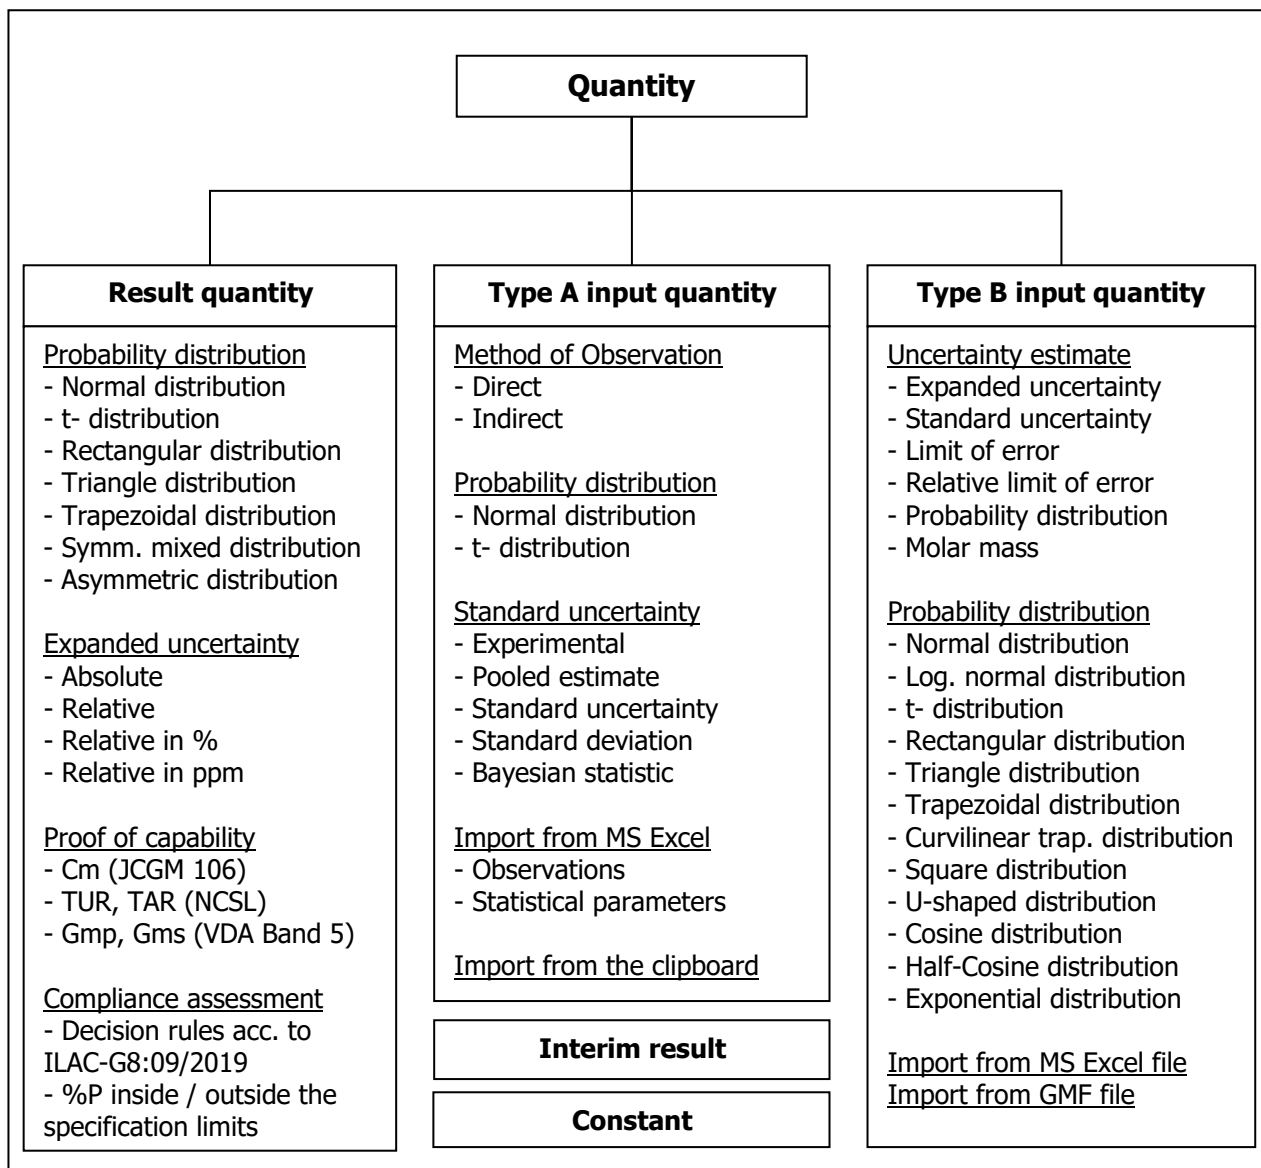 Quantity
Result quantity
Probability distribution
- Normal distribution
- t- distribution
- Rectangular distribution
- Triangle distribution
- Trapezoidal distribution
- Symm. mixed distribution
- Asymmetric distribution
Expanded uncertainty
- Absolute
- Relative
- Relative in %
- Relative in ppm
Proof of capability
- Cm (JCGM 106)
- TUR, TAR (NCSL)
- Gmp, Gms (VDA Band 5)
Compliance assessment
- Decision rules acc. to
ILAC-G8:09/2019
- %P inside / outside the
specification limits
Type A input quantity
Method of Observation
- Direct
- Indirect
Probability distribution
- Normal distribution
- t- distribution
Standard uncertainty
- Experimental
- Pooled estimate
- Standard uncertainty
- Standard deviation
- Bayesian statistic
Import from MS Excel
- Observations
- Statistical parameters
Import from the clipboard
Interim result
Constant
Type B input quantity
Uncertainty estimate
- Expanded uncertainty
- Standard uncertainty
- Limit of error
- Relative limit of error
- Probability distribution
- Molar mass
Probability distribution
- Normal distribution
- Log. normal distribution
- t- distribution
- Rectangular distribution
- Triangle distribution
- Trapezoidal distribution
- Curvilinear trap. distribution
- Square distribution
- U-shaped distribution
- Cosine distribution
- Half-Cosine distribution
- Exponential distribution
Import from MS Excel file
Import from GMF file